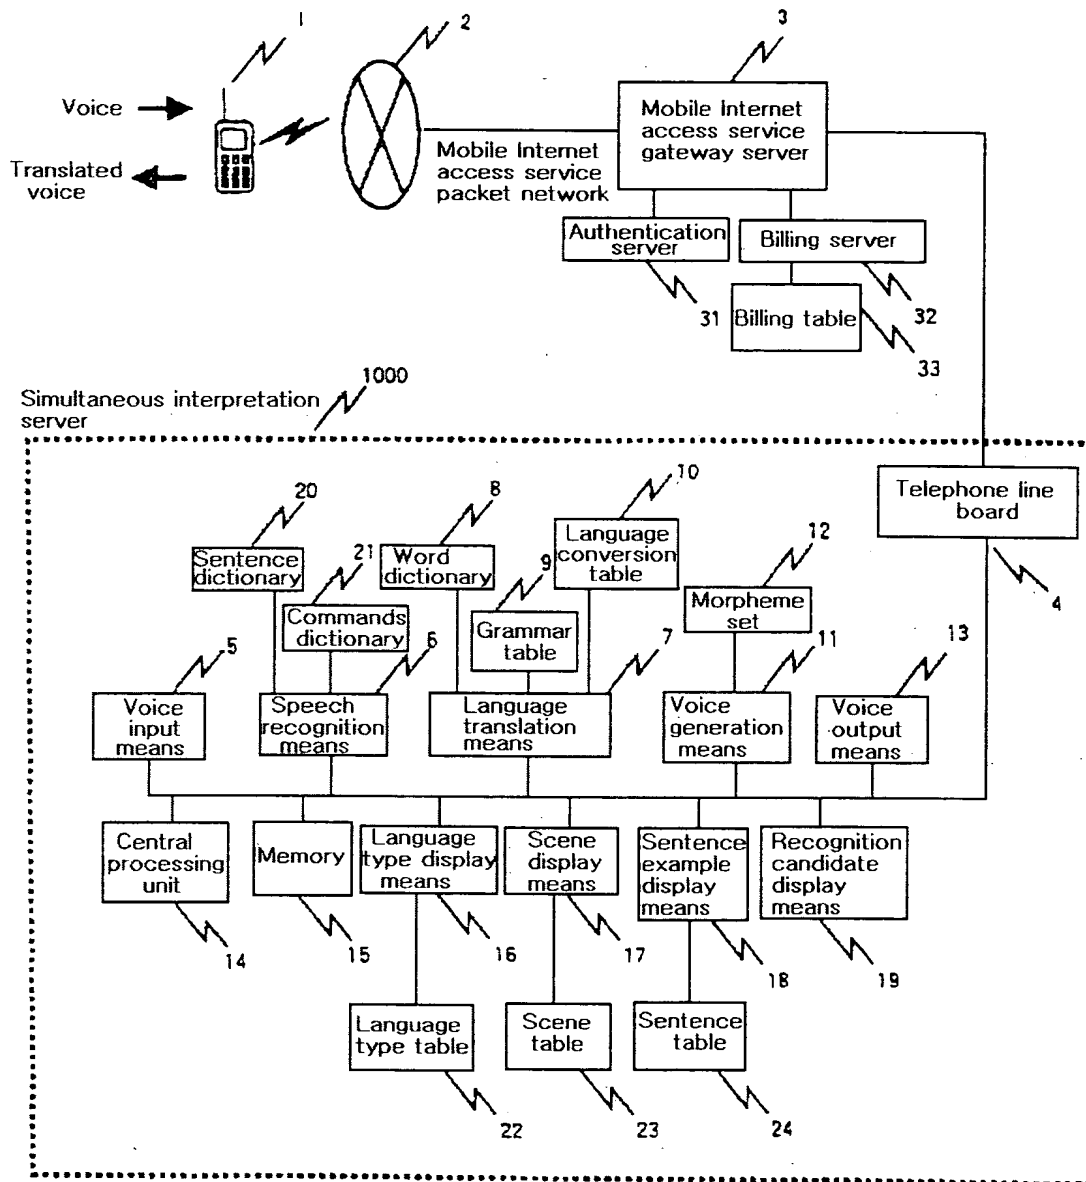 1
2
3
Voice
Translated
voice
Mobile Internet
access service
packet network
Mobile Internet
access service
gateway server
Authentication
server
Billing server
31
Billing table
32
33
1000
Simultaneous interpretation
server
Telephone line
board
4
20
8
10
Sentence
dictionary
21
Word
dictionary
9
Language
conversion
table
12
Commands
dictionary
Grammar
table
Morpheme
set
5
6
7
11
13
Voice
input
means
Speech
recognition
means
Language
translation
means
Voice
generation
means
Voice
output
means
Central
processing
unit
Memory
Language
type display
means
Scene
display
means
Sentence
example
display
means
Recognition
candidate
display
means
14
15
16
17
18
19
Language
type table
Scene
table
Sentence
table
22
23
24